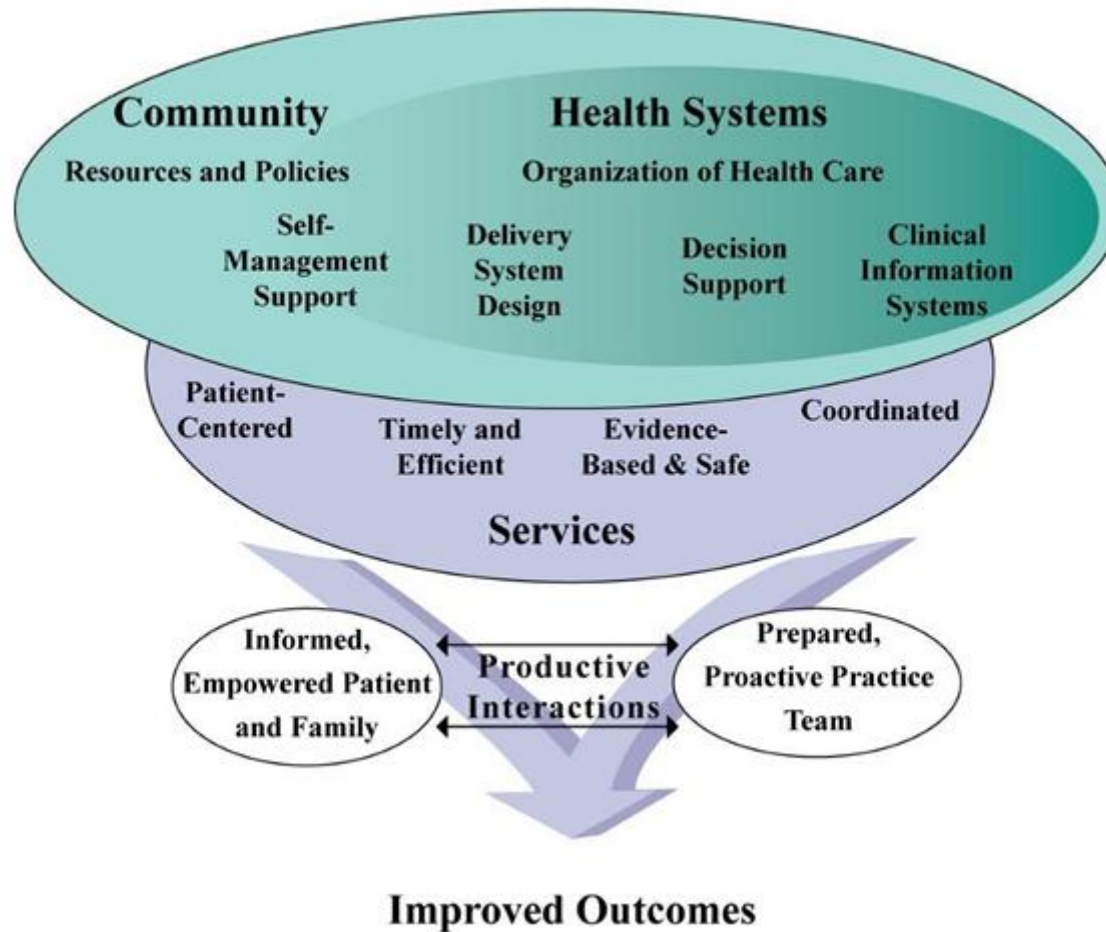 Community
Health Systems
Resources and Policies
Organization of Health Care
Self-
Management
Support
Delivery
System
Design
Decision
Support
Clinical
Information
Systems
Patient-
Centered
Timely and
Efficient
Evidence-
Based & Safe
Coordinated
Services
Informed,
Empowered Patient
and Family
Productive
Interactions
Prepared,
Proactive Practice
Team
Improved Outcomes